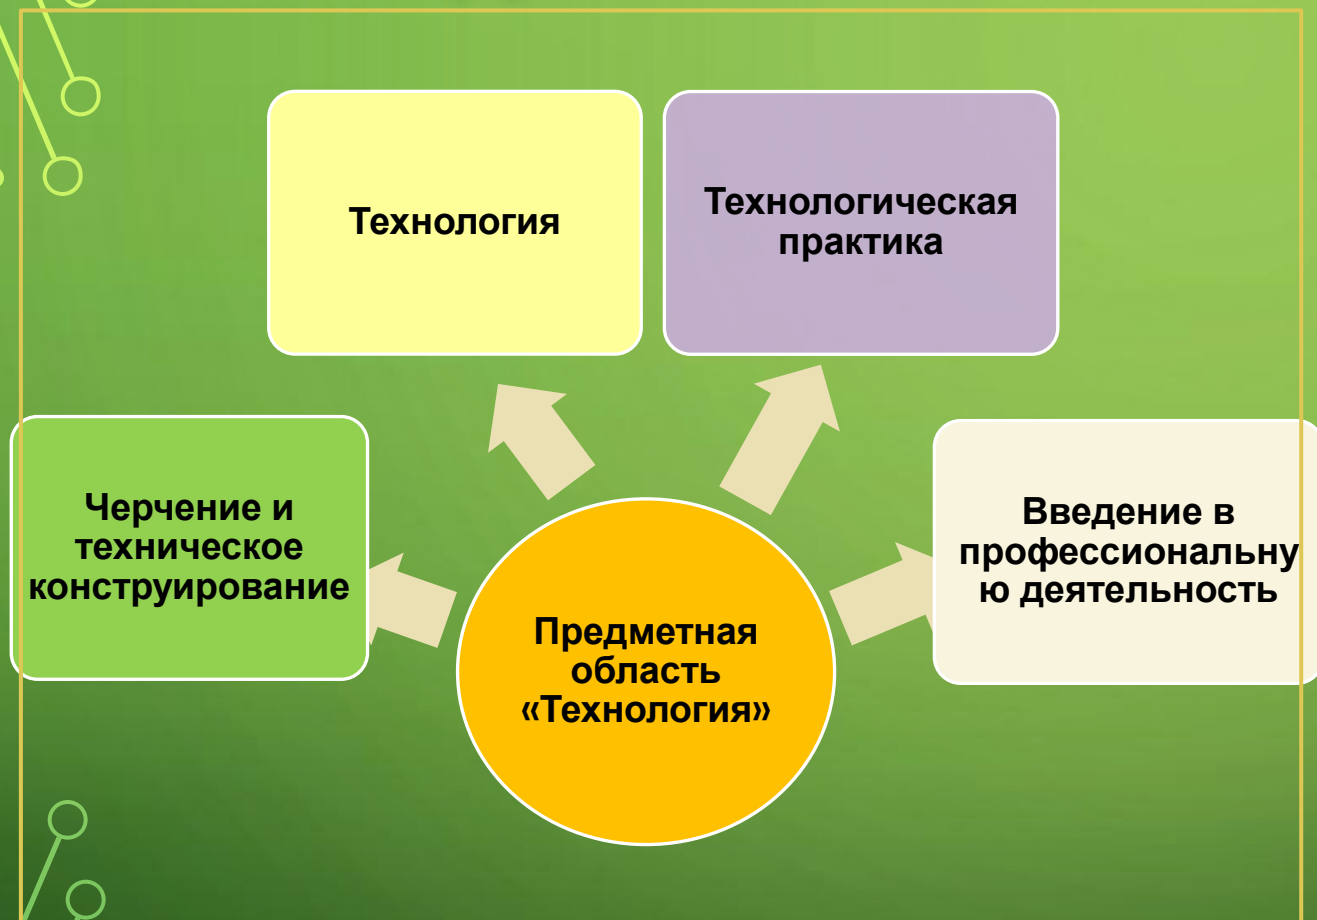 Технология
Технологическая
практика
Черчение и
техническое
конструирование
Введение в
профессиональну
ю деятельность
Предметная
область
«Технология»